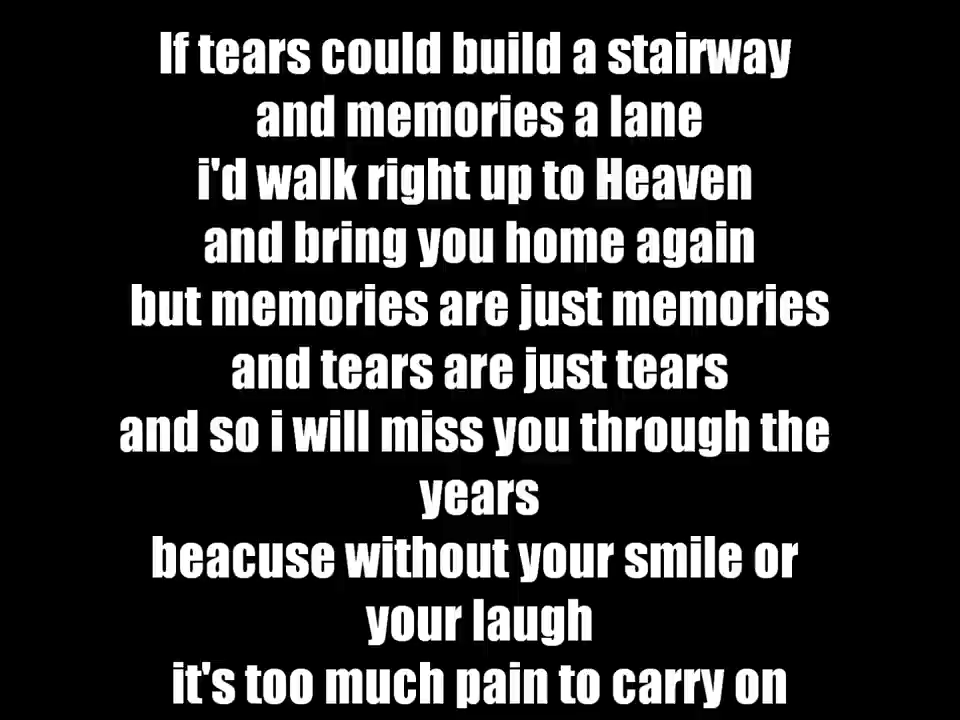 If tears could build a stairway
and memories a lane
i'd walk right up to Heaven
and bring you home again
but memories are just memories
and tears are just tears
and so i will miss you through the
years
beacuse without your smile or
your laugh
it's too much pain to carry on